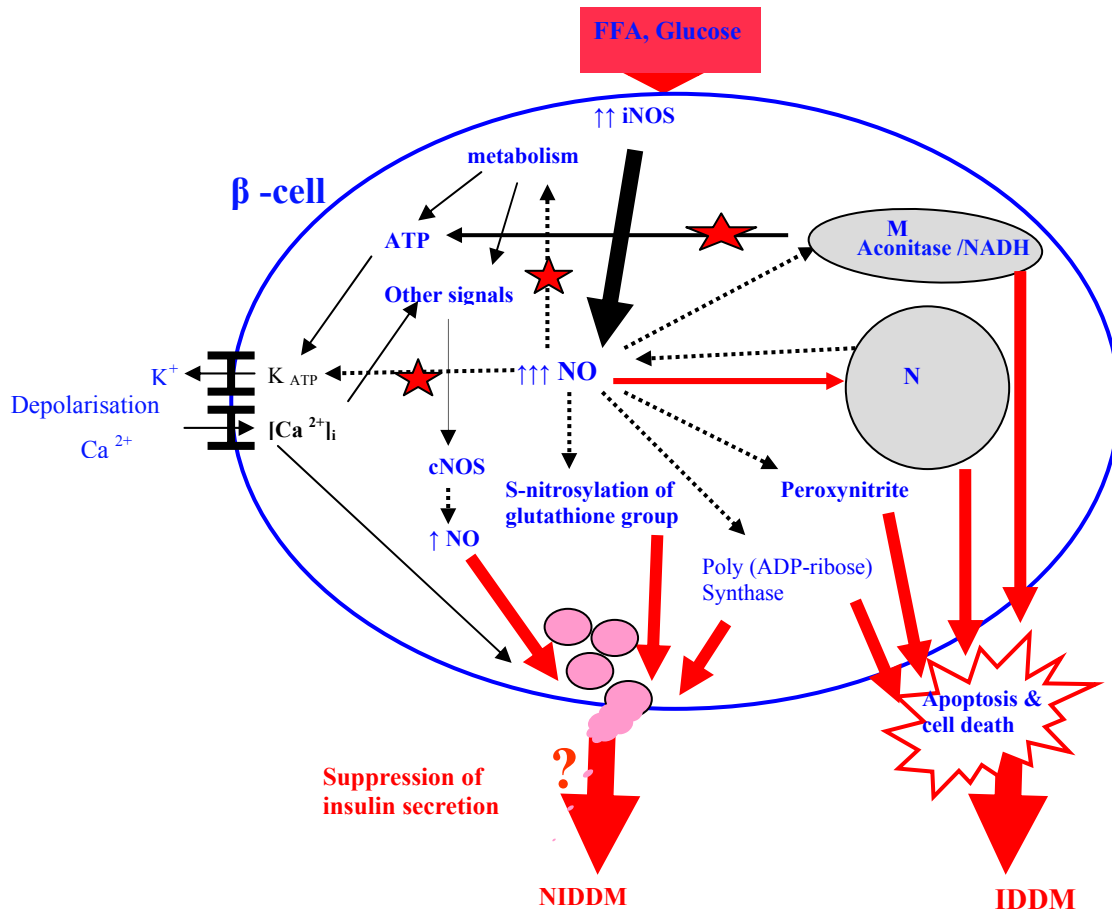 FFA, Glucose
↑↑ iNOS
metabolism
β -cell
M
Aconitase /NADH
ATP
Other signals
K⁺
K ATP
↑↑↑ NO
N
Depolarisation
Ca ²⁺
[Ca ²⁺]i
cNOS
S-nitrosylation of
glutathione group
Peroxynitrite
↑ NO
Poly (ADP-ribose)
Synthase
Apoptosis &
cell death
?
Suppression of
insulin secretion
NIDDM
IDDM